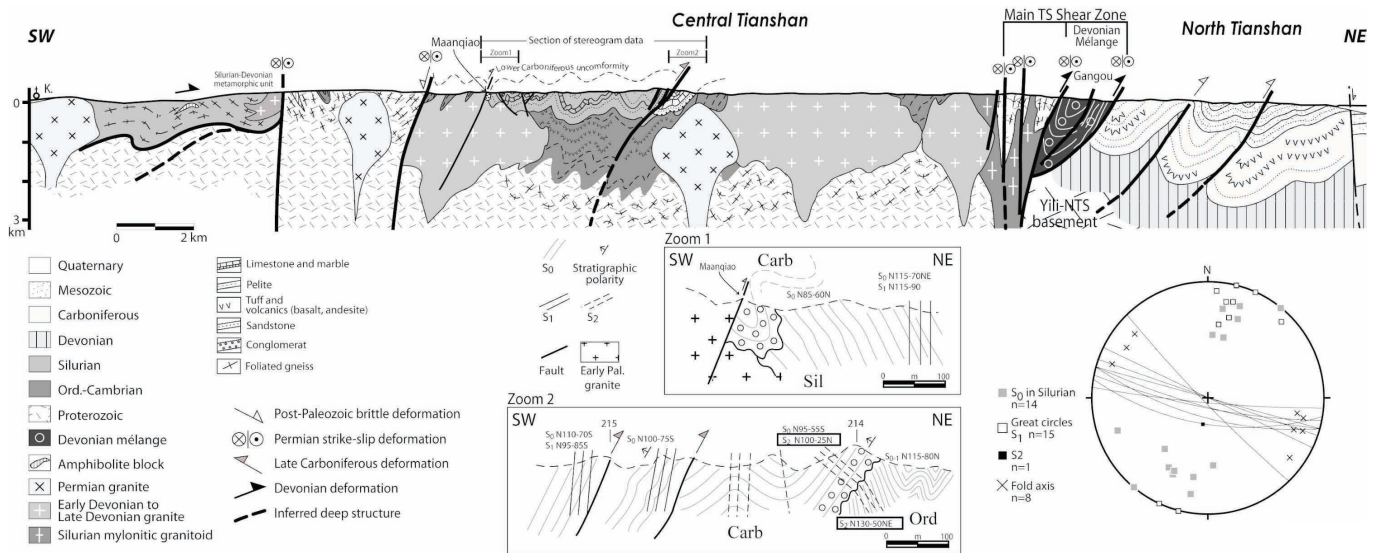 Central Tianshan
Main TS Shear Zone
North Tianshan
SW
NE
Maanqiao
Section of stereogram data
Zoom1
Zoom2
Devonian
Mélange
Silurian-Devonian
metamorphic unit
Lower Carboniferous uncomformity
Gangou
K.
0
3
km
0 2 km
Yili-NTS
basement
Quaternary
Mesozoic
Carboniferous
Devonian
Silurian
Ord.-Cambrian
Proterozoic
Devonian mélange
Amphibolite block
Permian granite
Early Devonian to
Late Devonian granite
Silurian mylonitic granitoid
Limestone and marble
Pelite
Tuff and
volcanics (basalt, andesite)
Sandstone
Conglomerat
Foliated gneiss
Post-Paleozoic brittle deformation
Permian strike-slip deformation
Late Carboniferous deformation
Devonian deformation
Inferred deep structure
S0
Stratigraphic
polarity
S1
S2
Fault
Early Pal.
granite
Zoom 1
SW
Carb
NE
Maanqiao
S0 N85-60N
S0 N115-70NE
S1 N115-90
Sil
0 m 100
Zoom 2
SW
NE
S0 N110-70S
S1 N95-85S
215
S0 N100-75S
S0 N95-55S
S2 N100-25N
214
S0-1 N115-80N
Carb
Ord
S2 N130-50NE
0 m 100
N
S0 in Silurian
n=14
Great circles
S1 n=15
S2
n=1
Fold axis
n=8